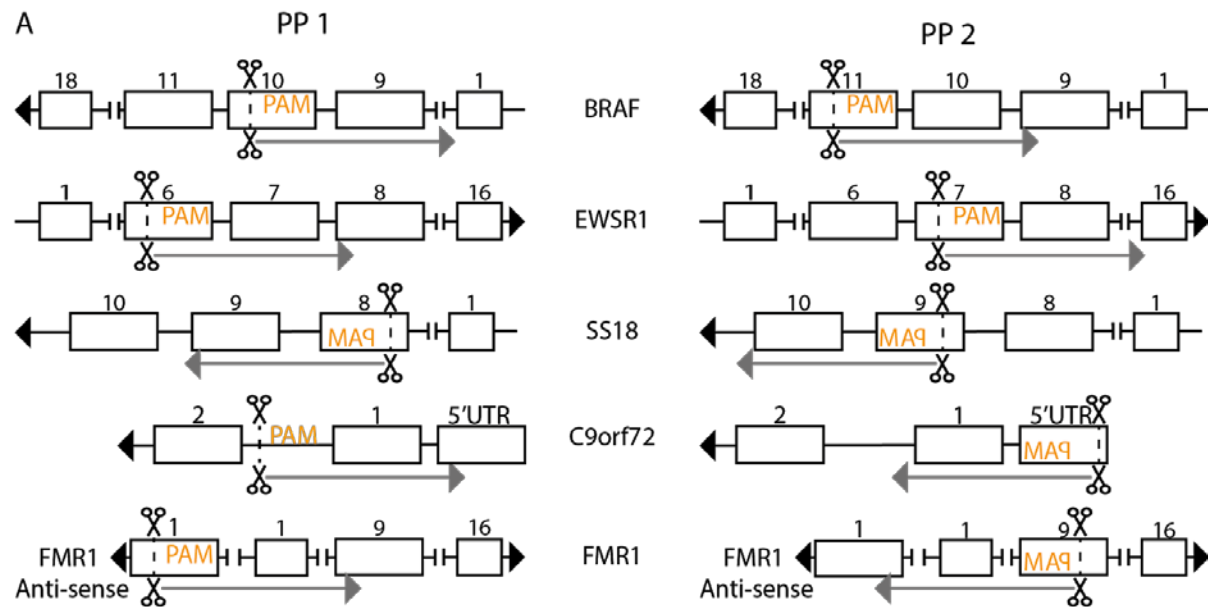 A
PP 1
PP 2
18 11 10 9 1
PAM
BRAF
18 11 10 9 1
PAM
1 6 7 8 16
PAM
EWSR1
1 6 7 8 16
PAM
10 9 8 1
PAM
SS18
10 9 8 1
PAM
2 1 5'UTR
PAM
C9orf72
2 1 5'UTR
PAM
1 1 9 16
PAM
FMR1
Anti-sense
FMR1
1 1 9 16
PAM
FMR1
Anti-sense